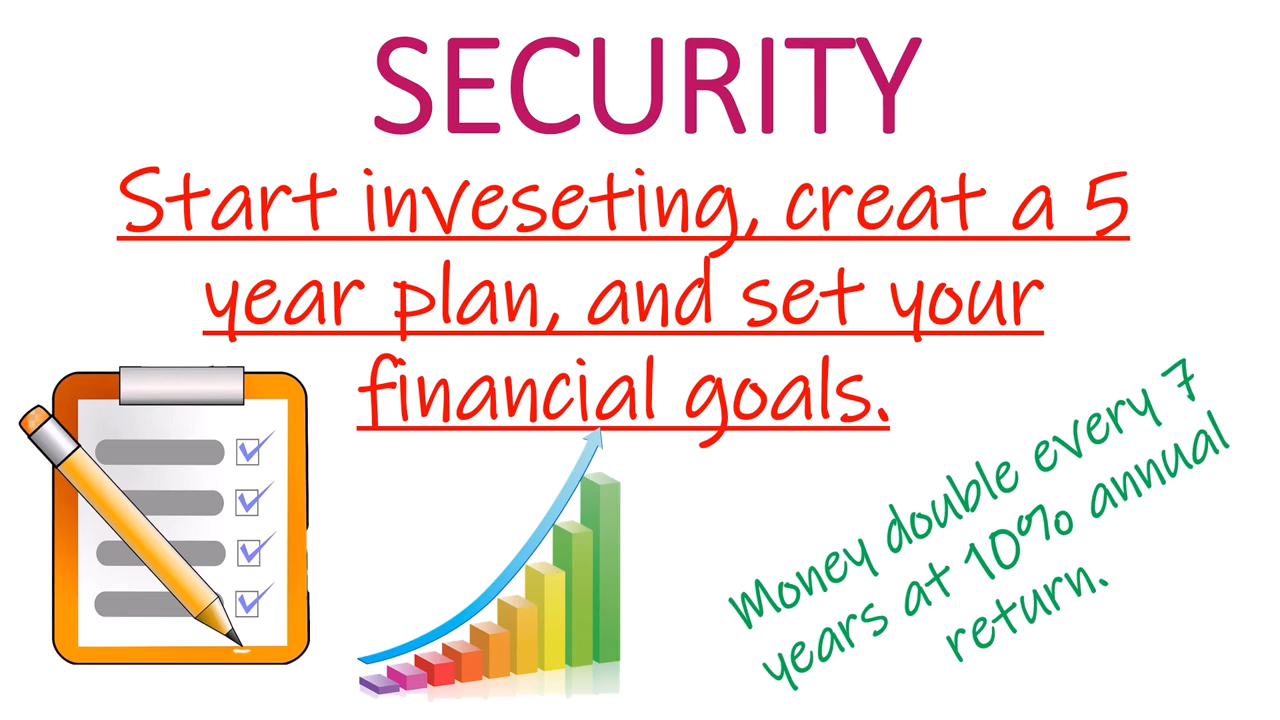 SECURITY
Start inveseting, creat a 5
year plan, and set your
financial goals.
Money double every 7
years at 10% annual
return.